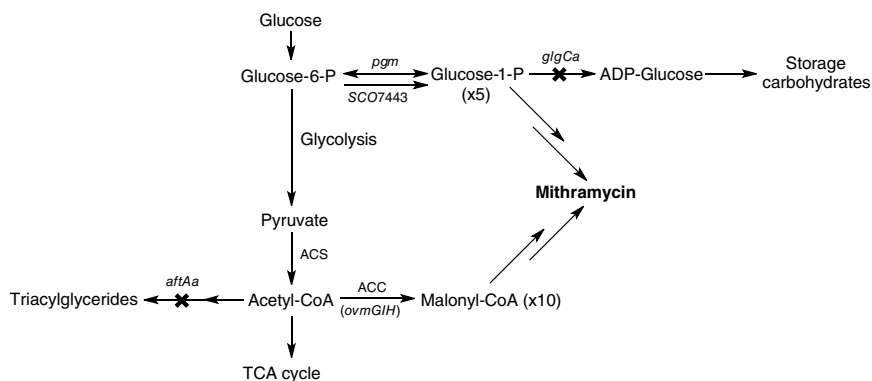 Glucose
Glucose-6-P
pgm
SCO7443
Glucose-1-P
(x5)
glgCa
ADP-Glucose
Storage
carbohydrates
Glycolysis
Mithramycin
Pyruvate
ACS
Triacylglycerides
aftAa
Acetyl-CoA
ACC
(ovmGIH)
Malonyl-CoA (x10)
TCA cycle